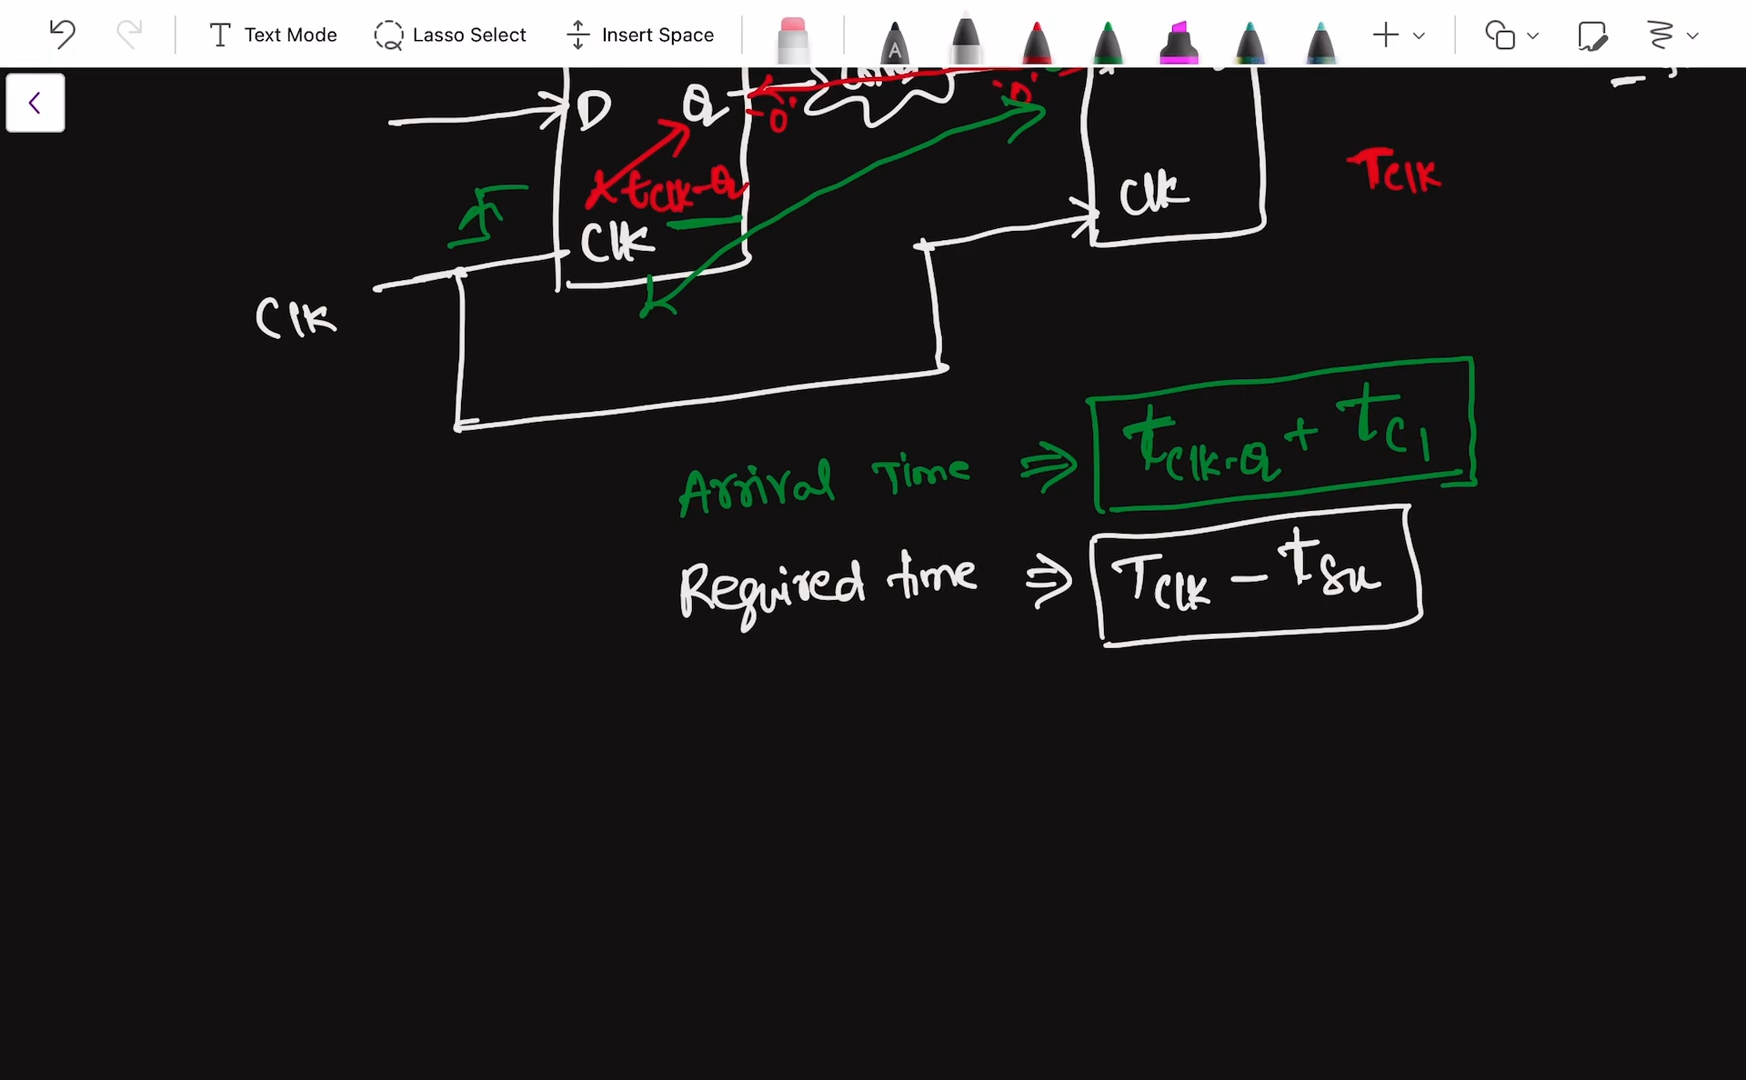 Text Mode Lasso Select Insert Space
A
D Q '0' '0'
TClk
tClk-Q
Clk
Clk
Clk
Arrival Time ⇒ tClk-Q + tC1
Required time ⇒ TClk - tsu